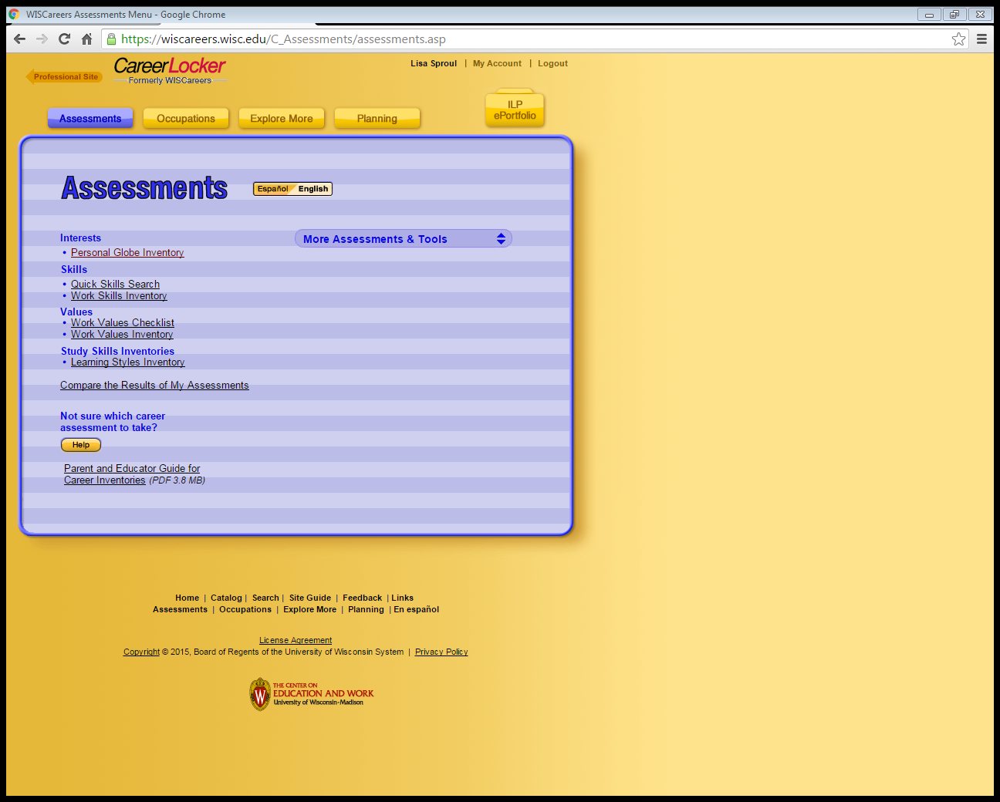 WISCareers Assessments Menu - Google Chrome
https://wiscareers.wisc.edu/C_Assessments/assessments.asp
Professional Site
CareerLocker
Formerly WISCareers
Lisa Sproul | My Account | Logout
Assessments
Occupations
Explore More
Planning
ILP
ePortfolio
Assessments
Español English
Interests
• Personal Globe Inventory
More Assessments & Tools
Skills
• Quick Skills Search
• Work Skills Inventory
Values
• Work Values Checklist
• Work Values Inventory
Study Skills Inventories
• Learning Styles Inventory
Compare the Results of My Assessments
Not sure which career
assessment to take?
Help
Parent and Educator Guide for
Career Inventories (PDF 3.8 MB)
Home | Catalog | Search | Site Guide | Feedback | Links
Assessments | Occupations | Explore More | Planning | En español
License Agreement
Copyright © 2015, Board of Regents of the University of Wisconsin System | Privacy Policy
W
THE CENTER ON
EDUCATION AND WORK
University of Wisconsin-Madison